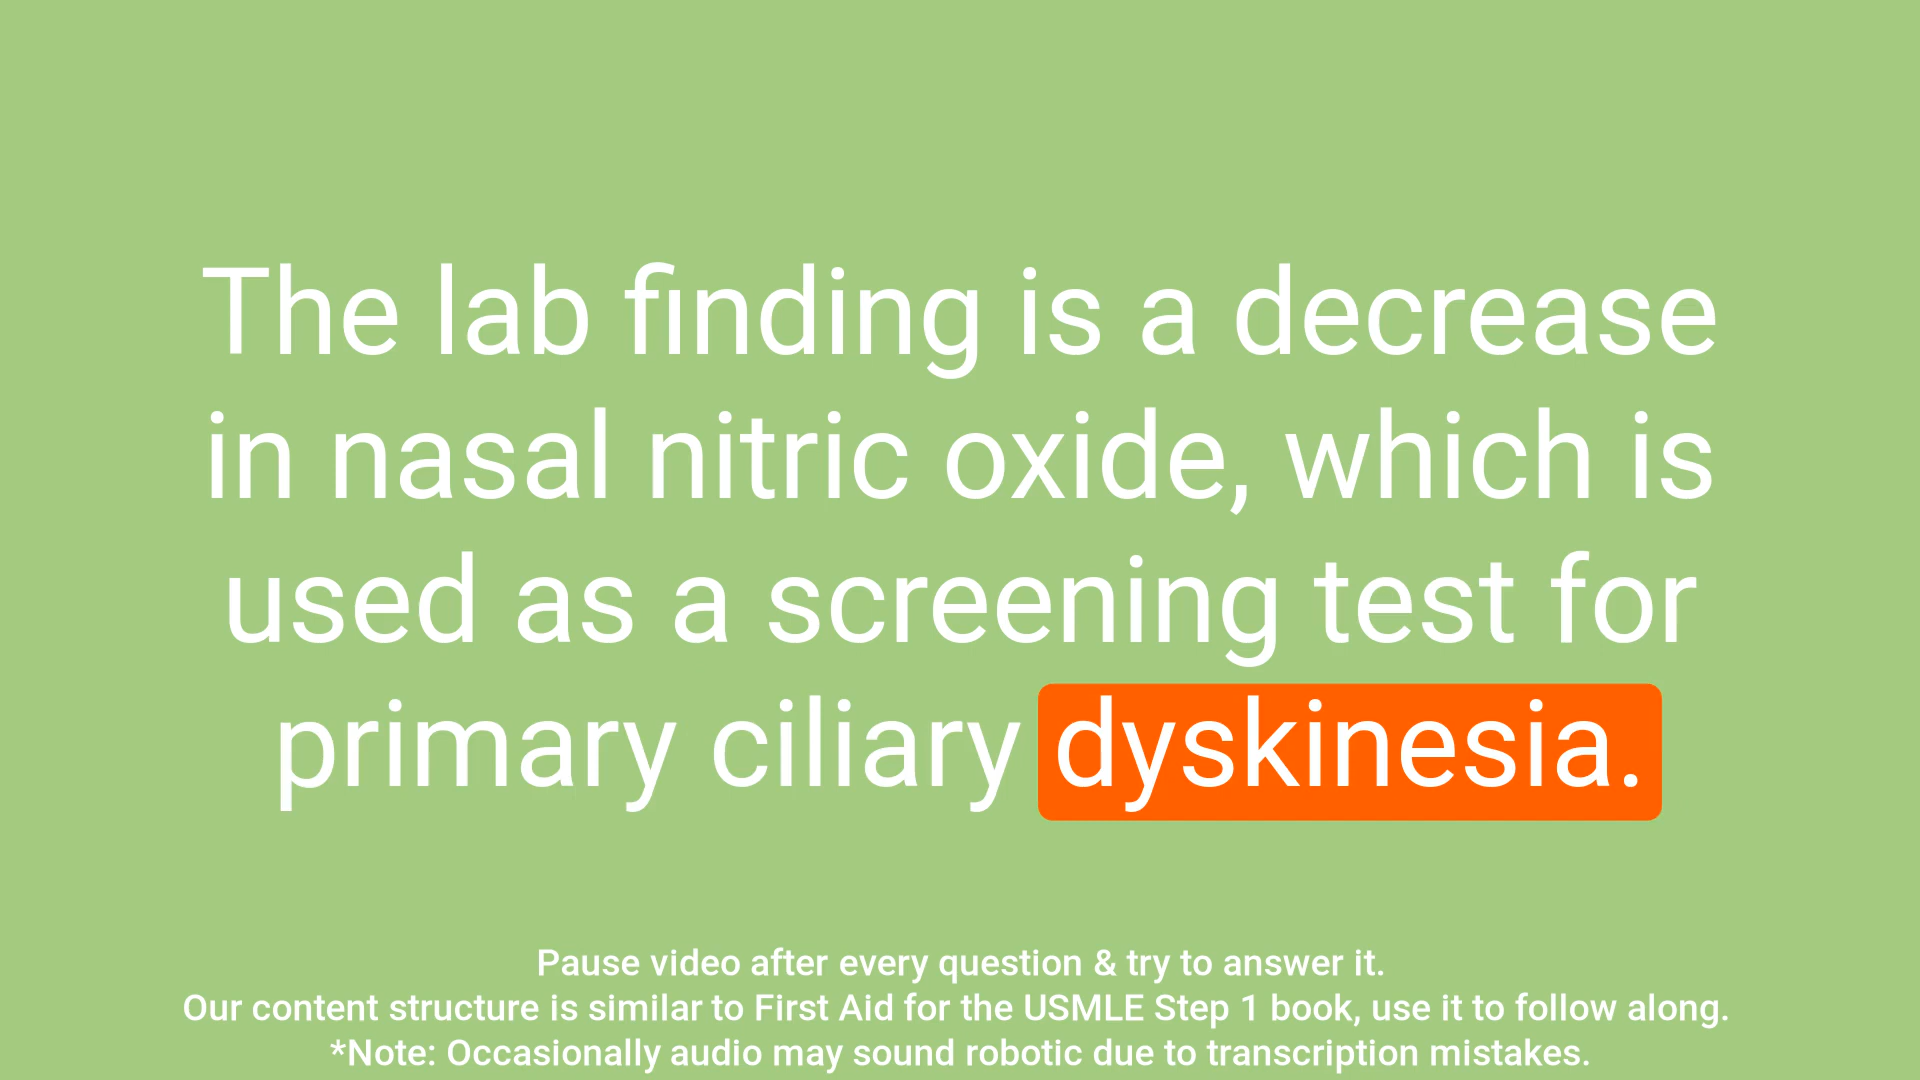 The lab finding is a decrease
in nasal nitric oxide, which is
used as a screening test for
primary ciliary dyskinesia.
Pause video after every question & try to answer it.
Our content structure is similar to First Aid for the USMLE Step 1 book, use it to follow along.
*Note: Occasionally audio may sound robotic due to transcription mistakes.